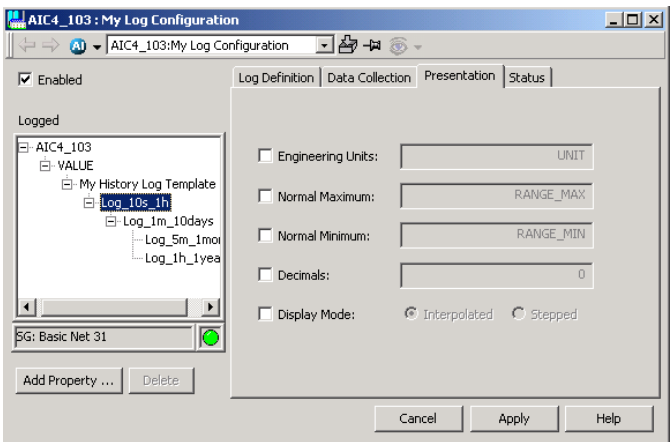 AIC4_103 : My Log Configuration
AIC4_103:My Log Configuration
Enabled
Logged
AIC4_103
VALUE
My History Log Template
Log_10s_1h
Log_1m_10days
Log_5m_1mo
Log_1h_1yea
SG: Basic Net 31
Add Property ... Delete
Log Definition Data Collection Presentation Status
Engineering Units: UNIT
Normal Maximum: RANGE_MAX
Normal Minimum: RANGE_MIN
Decimals: 0
Display Mode: Interpolated Stepped
Cancel Apply Help